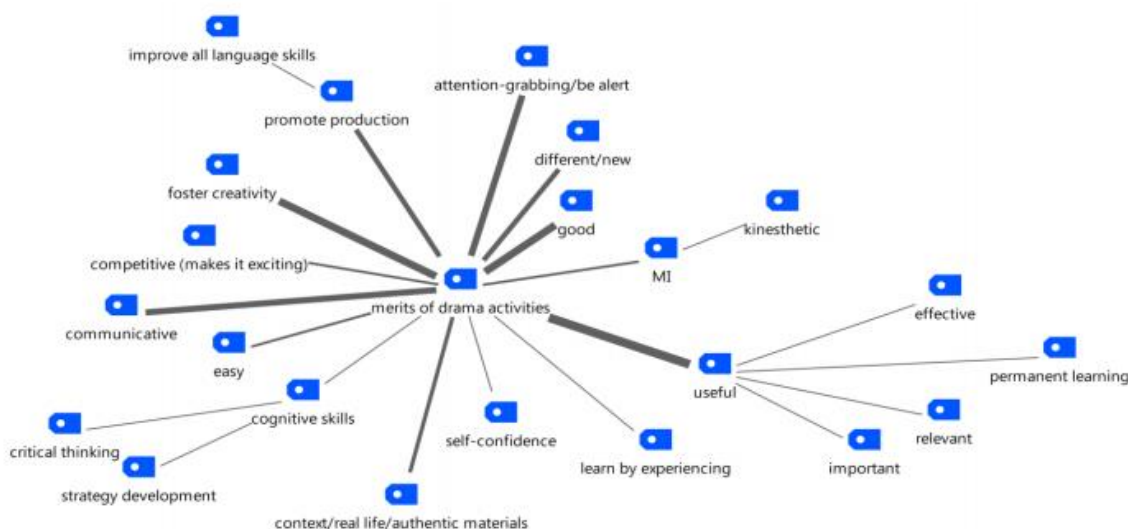 improve all language skills
attention-grabbing/be alert
promote production
different/new
foster creativity
good
kinesthetic
competitive (makes it exciting)
MI
merits of drama activities
effective
communicative
easy
useful
permanent learning
cognitive skills
self-confidence
relevant
critical thinking
learn by experiencing
important
strategy development
context/real life/authentic materials